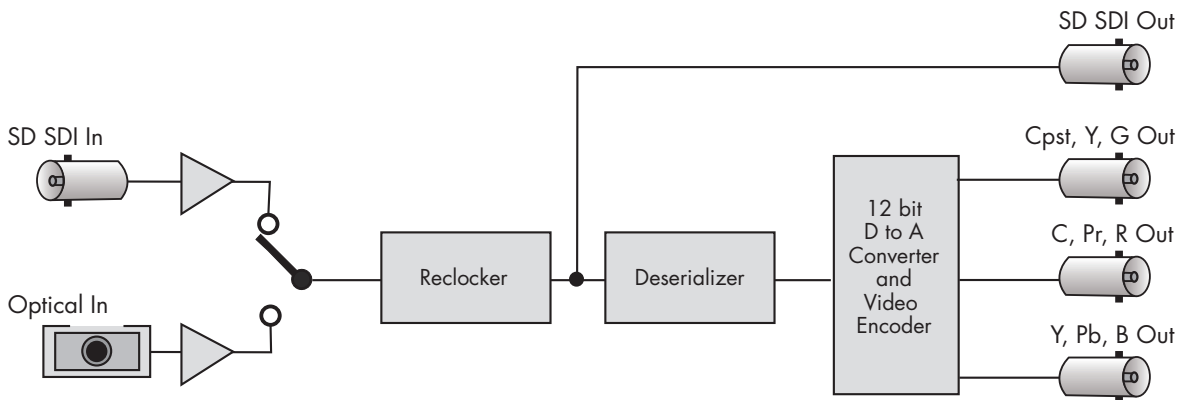 SD SDI Out
SD SDI In
Cpst, Y, G Out
12 bit
D to A
Converter
and
Video
Encoder
C, Pr, R Out
Reclocker
Deserializer
Optical In
Y, Pb, B Out